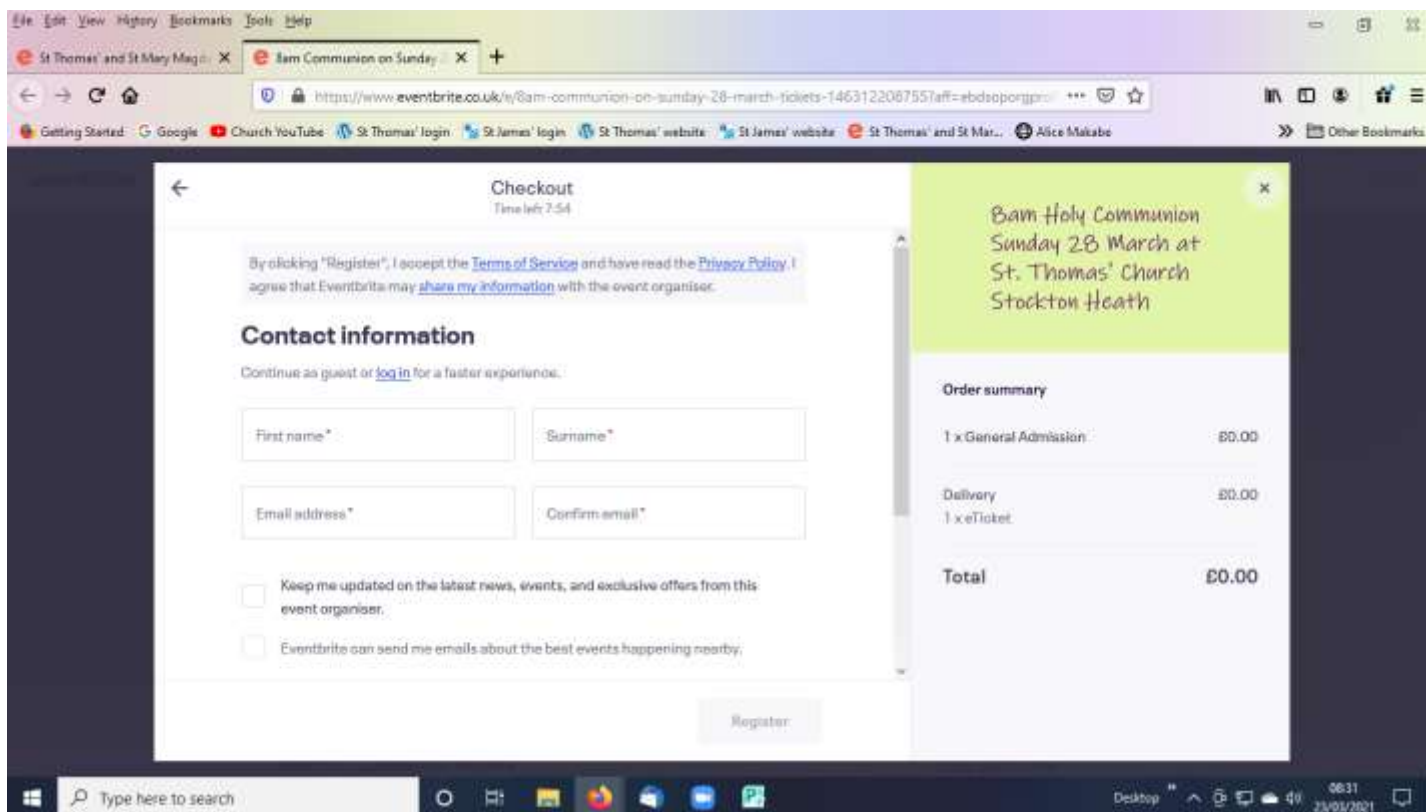 File Edit View History Bookmarks Tools Help
St Thomas' and St Mary Magd
8am Communion on Sunday 2
https://www.eventbrite.co.uk/e/8am-communion-on-sunday-28-march-tickets-146312208755?aff=ebdsoporgpro
Getting Started Google Church YouTube St Thomas' login St James' login St Thomas' website St James' website St Thomas' and St Mar... Alice Makabe Other Bookmarks
Checkout
Time left 7:54
By clicking "Register", I accept the Terms of Service and have read the Privacy Policy. I
agree that Eventbrite may share my information with the event organiser.
Contact information
Continue as guest or log in for a faster experience.
First name* Surname*
Email address* Confirm email*
Keep me updated on the latest news, events, and exclusive offers from this
event organiser.
Eventbrite can send me emails about the best events happening nearby.
Register
8am Holy Communion
Sunday 28 March at
St. Thomas' Church
Stockton Heath
Order summary
1 x General Admission £0.00
Delivery £0.00
1 x eTicket
Total £0.00
Type here to search
Desktop
08:31
23/03/2021